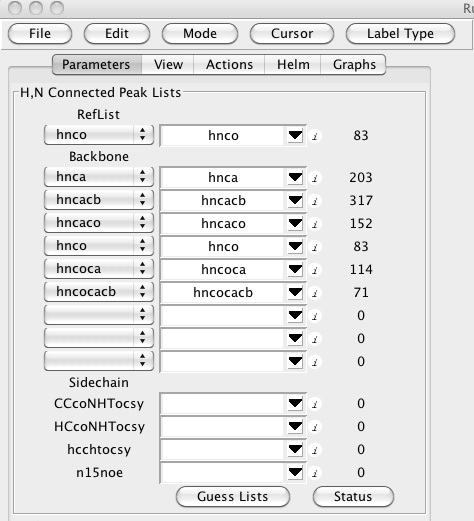 Ru
File Edit Mode Cursor Label Type
Parameters View Actions Helm Graphs
H,N Connected Peak Lists
RefList
hnco hnco i 83
Backbone
hnca hnca i 203
hncacb hncacb i 317
hncaco hncaco i 152
hnco hnco i 83
hncoca hncoca i 114
hncocacb hncocacb i 71
i 0
i 0
i 0
Sidechain
CCcoNHTocsy i 0
HCcoNHTocsy i 0
hcchtocsy i 0
n15noe i 0
Guess Lists Status